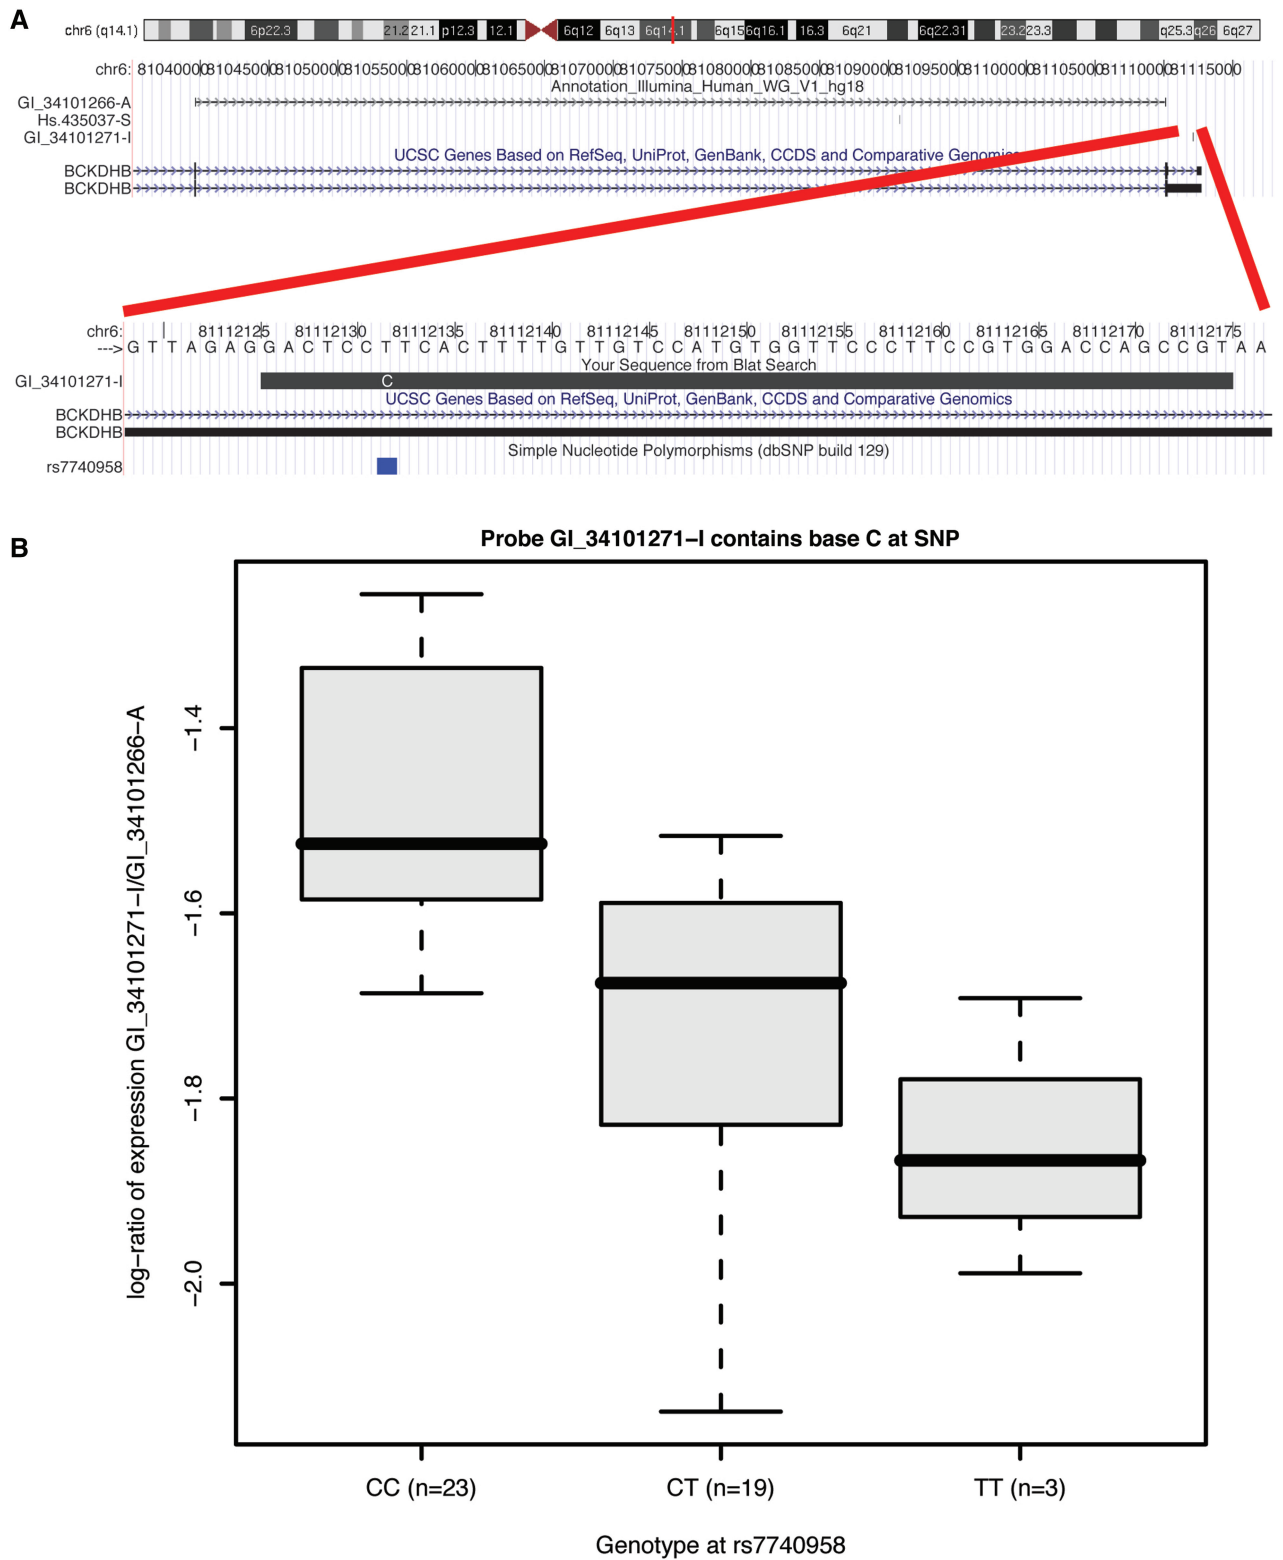 A
chr6 (q14.1) 6p22.3 21.2 21.1 p12.3 12.1 6q12 6q13 6q14.1 6q15 6q16.1 16.3 6q21 6q22.31 23.2 23.3 q25.3 q26 6q27
chr6: 81040000 81045000 81050000 81055000 81060000 81065000 81070000 81075000 81080000 81085000 81090000 81095000 81100000 81105000 81110000 81115000
Annotation_Illumina_Human_WG_V1_hg18
GI_34101266-A
Hs.435037-S
GI_34101271-I
UCSC Genes Based on RefSeq, UniProt, GenBank, CCDS and Comparative Genomics
BCKDHB
BCKDHB
chr6: 81112125 81112130 81112135 81112140 81112145 81112150 81112155 81112160 81112165 81112170 81112175
---> G T T A G A G G A C T C C T T C A C T T T T G T T G T C C A T G T G G T T C C C T T C C G T G G A C C A G C C G T A A
Your Sequence from Blat Search
GI_34101271-I C
UCSC Genes Based on RefSeq, UniProt, GenBank, CCDS and Comparative Genomics
BCKDHB
BCKDHB
Simple Nucleotide Polymorphisms (dbSNP build 129)
rs7740958
B
Probe GI_34101271−I contains base C at SNP
log−ratio of expression GI_34101271−I/GI_34101266−A
−1.4
−1.6
−1.8
−2.0
CC (n=23) CT (n=19) TT (n=3)
Genotype at rs7740958